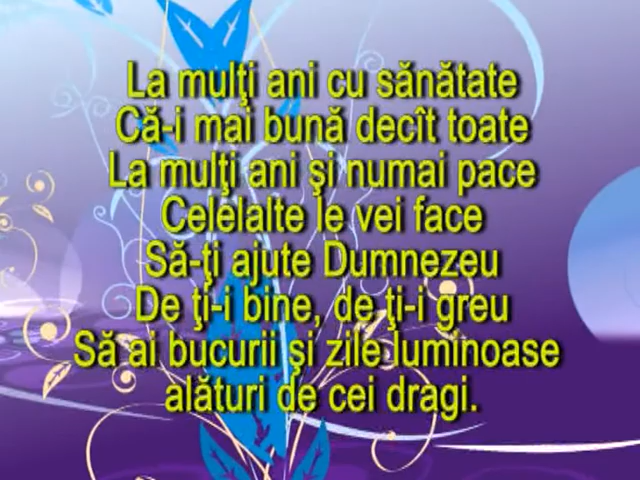 La mulţi ani cu sănătate
Că-i mai bună decît toate
La mulţi ani şi numai pace
Celelalte le vei face
Să-ţi ajute Dumnezeu
De ţi-i bine, de ţi-i greu
Să ai bucurii şi zile luminoase
alături de cei dragi.